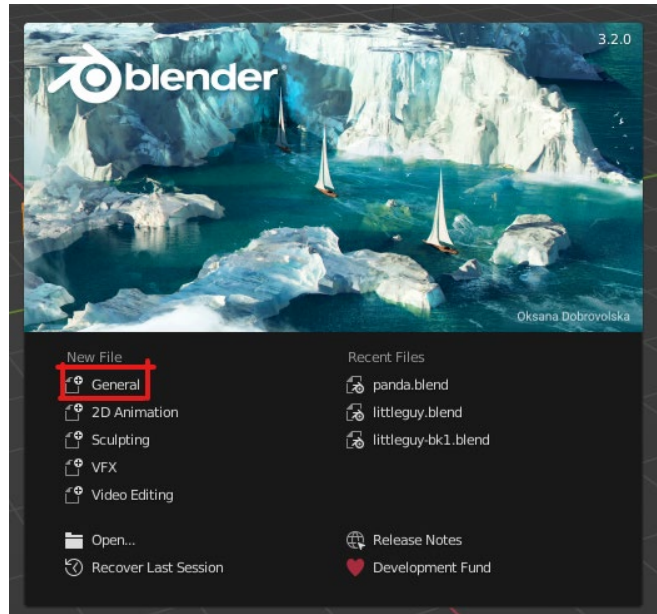 3.2.0
blender
Oksana Dobrovolska
New File
General
2D Animation
Sculpting
VFX
Video Editing
Recent Files
panda.blend
littleguy.blend
littleguy-bk1.blend
Open...
Recover Last Session
Release Notes
Development Fund